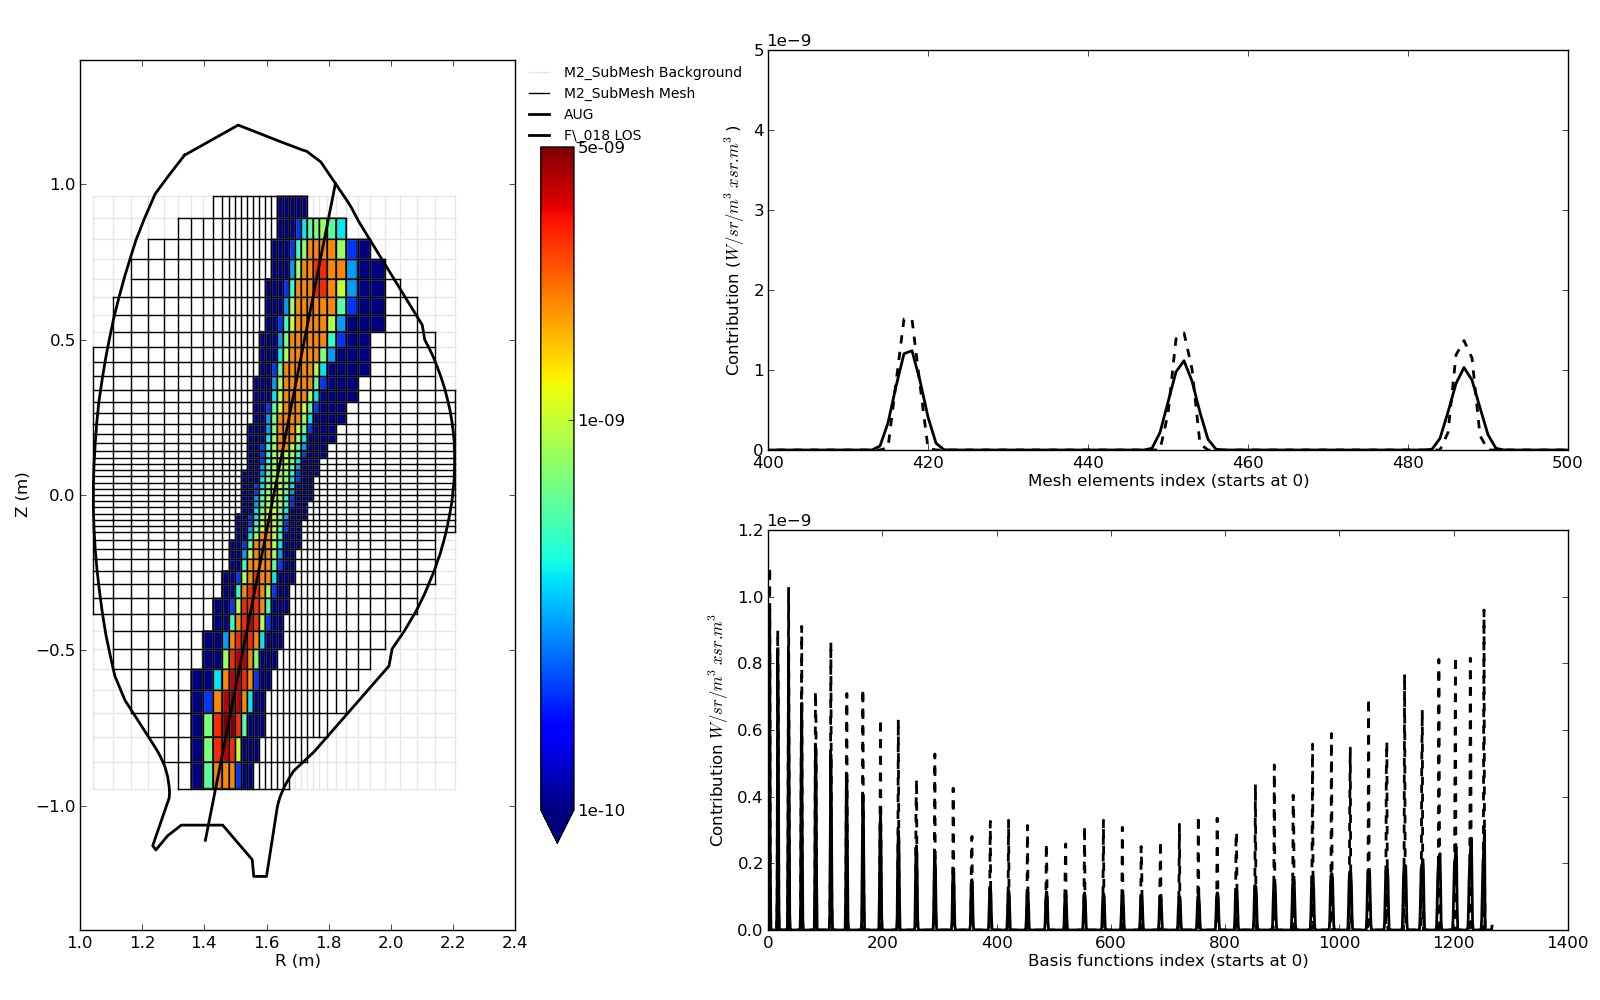 M2_SubMesh Background
M2_SubMesh Mesh
AUG
F\_018 LOS
5e-09
1e-09
1e-10
1.0
0.5
0.0
−0.5
−1.0
Z (m)
1.0 1.2 1.4 1.6 1.8 2.0 2.2 2.4
R (m)
1e−9
5
4
3
2
1
0
Contribution (W/sr/m³ xsr.m³)
400 420 440 460 480 500
Mesh elements index (starts at 0)
1e−9
1.2
1.0
0.8
0.6
0.4
0.2
0.0
Contribution W/sr/m³ xsr.m³
0 200 400 600 800 1000 1200 1400
Basis functions index (starts at 0)